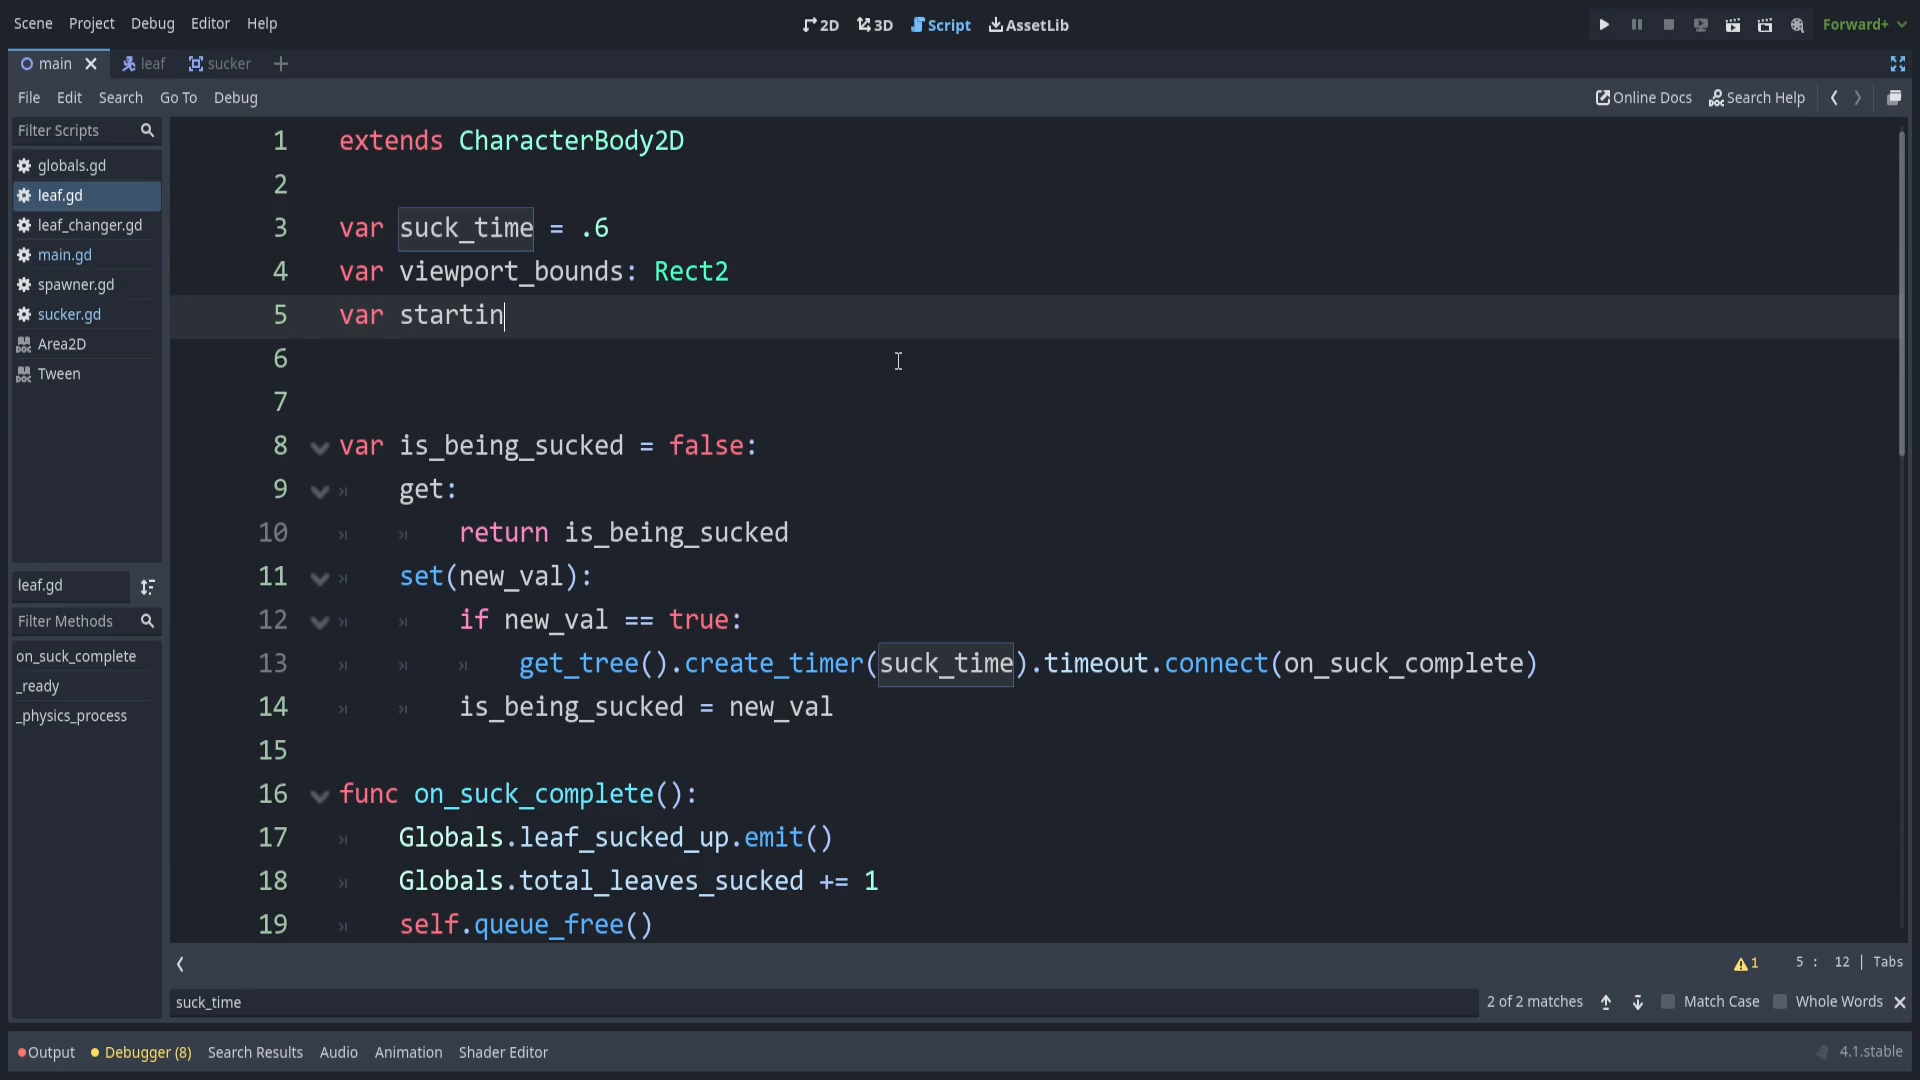 Scene Project Debug Editor Help
2D 3D Script AssetLib
Forward+
main leaf sucker
File Edit Search Go To Debug
Online Docs Search Help
Filter Scripts
globals.gd
leaf.gd
leaf_changer.gd
main.gd
spawner.gd
sucker.gd
Area2D
Tween
leaf.gd
Filter Methods
on_suck_complete
_ready
_physics_process
1 extends CharacterBody2D
2
3 var suck_time = .6
4 var viewport_bounds: Rect2
5 var startin
6
7
8 var is_being_sucked = false:
9 get:
10 return is_being_sucked
11 set(new_val):
12 if new_val == true:
13 get_tree().create_timer(suck_time).timeout.connect(on_suck_complete)
14 is_being_sucked = new_val
15
16 func on_suck_complete():
17 Globals.leaf_sucked_up.emit()
18 Globals.total_leaves_sucked += 1
19 self.queue_free()
1 5 : 12 | Tabs
suck_time 2 of 2 matches Match Case Whole Words
Output Debugger (8) Search Results Audio Animation Shader Editor 4.1.stable